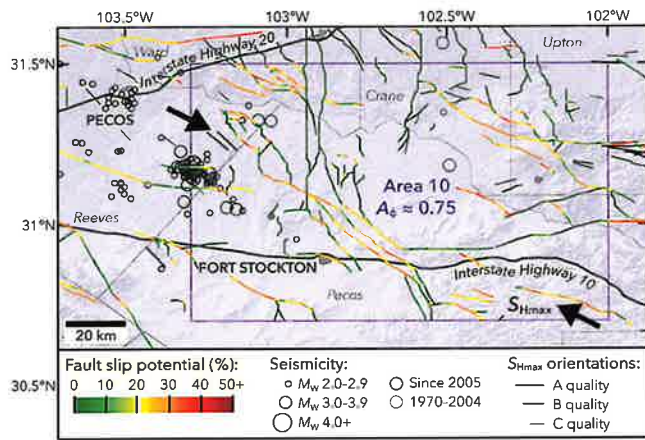 103.5°W 103°W 102.5°W 102°W
Ward
Interstate Highway 20
Upton
31.5°N
Crane
PECOS
Area 10
Aϕ ≈ 0.75
31°N
Reeves
FORT STOCKTON
Interstate Highway 10
Pecos
SHmax
20 km
30.5°N
Fault slip potential (%):
0 10 20 30 40 50+
Seismicity:
Mw 2.0-2.9
Mw 3.0-3.9
Mw 4.0+
Since 2005
1970-2004
SHmax orientations:
A quality
B quality
C quality